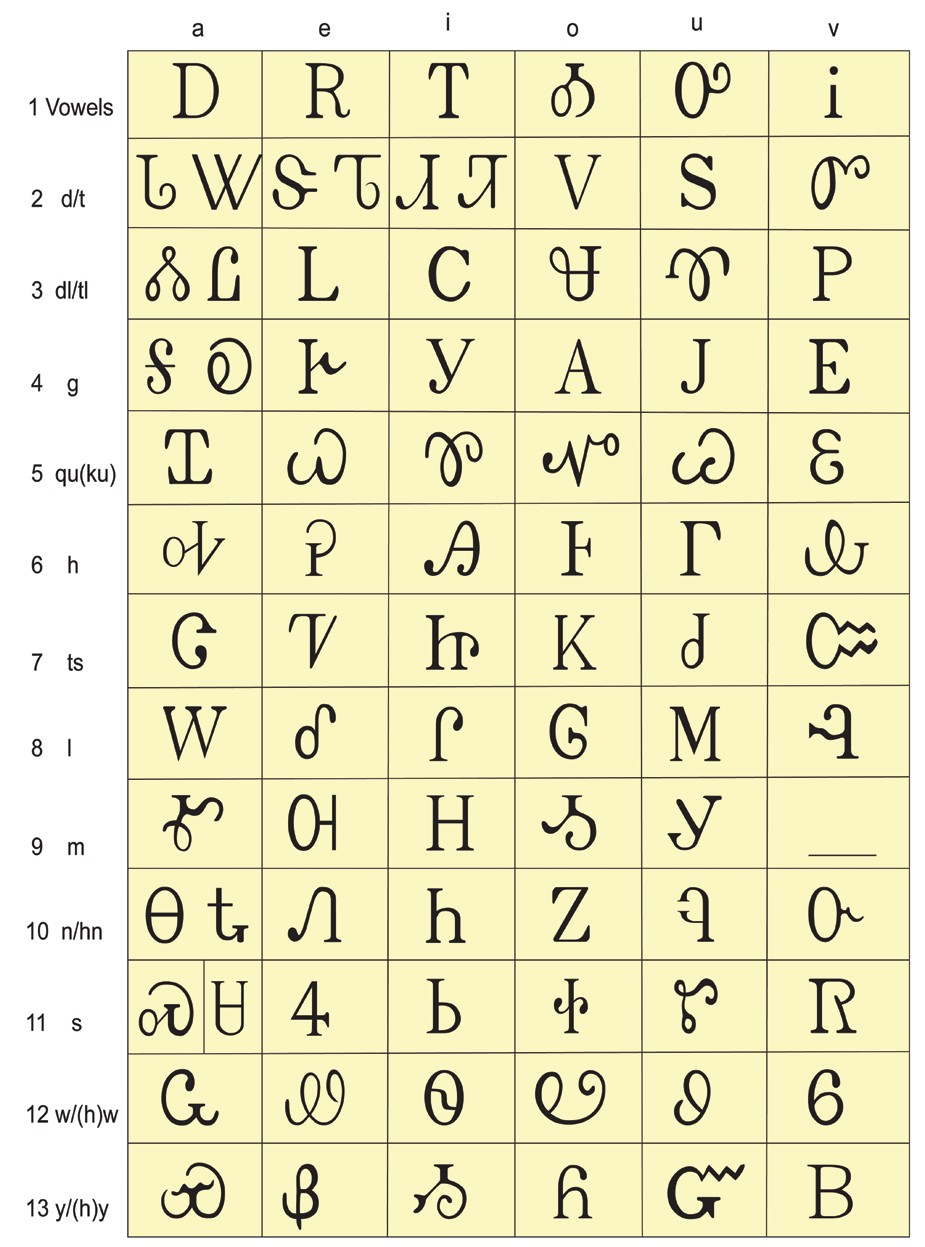 a e i o u v
1 Vowels Ꭰ Ꭱ Ꭲ Ꭳ Ꭴ Ꭵ
2 d/t Ꮣ Ꮤ Ꮥ Ꮦ Ꮧ Ꮨ Ꮩ Ꮪ Ꮫ
3 dl/tl Ꮬ Ꮭ Ꮮ Ꮯ Ꮰ Ꮱ Ꮲ
4 g Ꭶ Ꭷ Ꭸ Ꭹ Ꭺ Ꭻ Ꭼ
5 qu(ku) Ꮖ Ꮗ Ꮘ Ꮙ Ꮚ Ꮛ
6 h Ꭽ Ꭾ Ꭿ Ꮀ Ꮁ Ꮂ
7 ts Ꮳ Ꮴ Ꮵ Ꮶ Ꮷ Ꮸ
8 l Ꮃ Ꮄ Ꮅ Ꮆ Ꮇ Ꮈ
9 m Ꮉ Ꮊ Ꮋ Ꮌ Ꮍ
10 n/hn Ꮎ Ꮏ Ꮑ Ꮒ Ꮓ Ꮔ Ꮕ
11 s Ꮝ Ꮜ Ꮞ Ꮟ Ꮠ Ꮡ Ꮢ
12 w/(h)w Ꮹ Ꮺ Ꮻ Ꮼ Ꮽ Ꮾ
13 y/(h)y Ꮿ Ᏸ Ᏹ Ᏺ Ᏻ Ᏼ